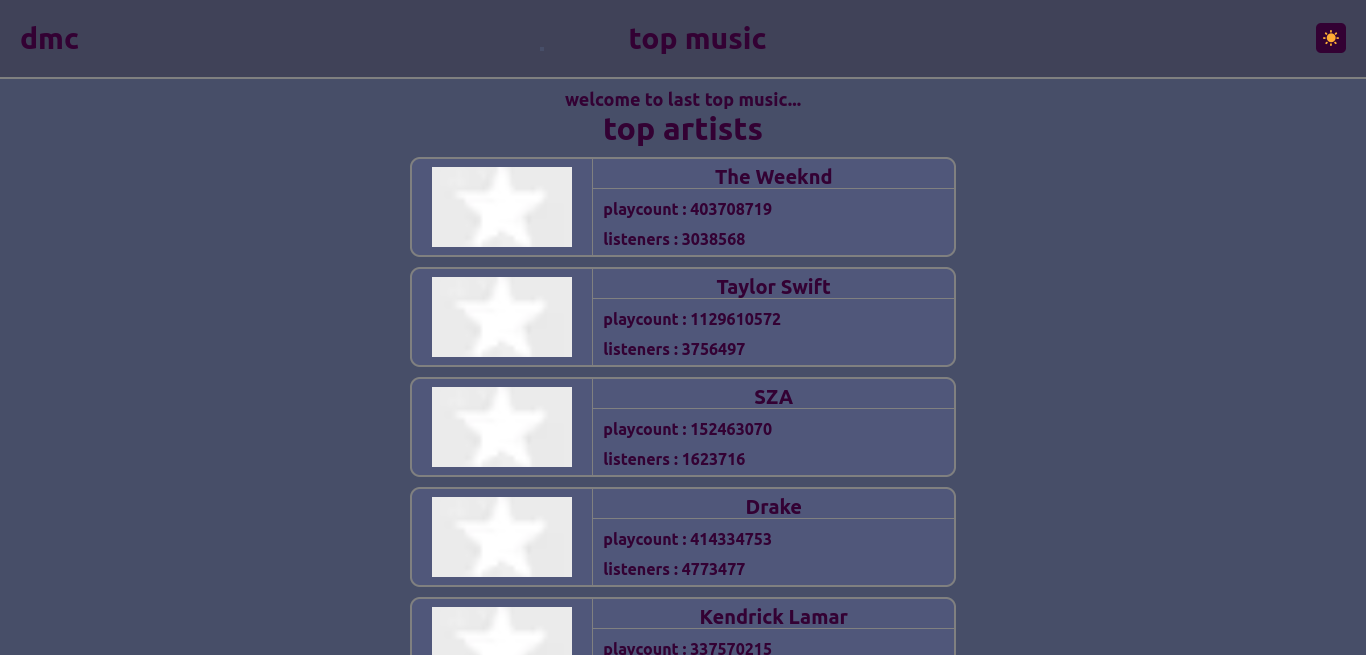 dmc
top music
welcome to last top music...
top artists
The Weeknd
playcount : 403708719
listeners : 3038568
Taylor Swift
playcount : 1129610572
listeners : 3756497
SZA
playcount : 152463070
listeners : 1623716
Drake
playcount : 414334753
listeners : 4773477
Kendrick Lamar
playcount : 337570215